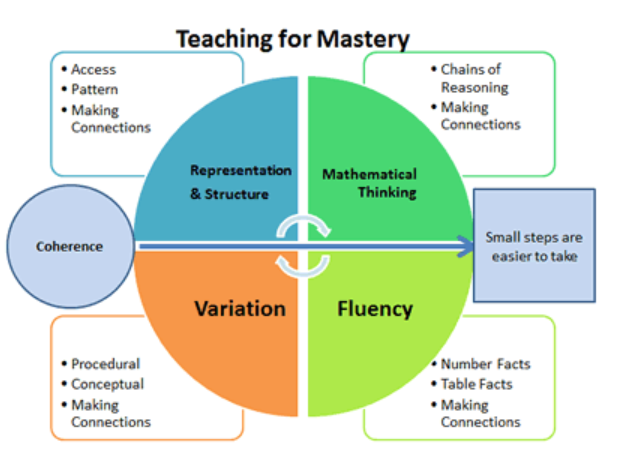 Teaching for Mastery
• Access
• Pattern
• Making
Connections
• Chains of
Reasoning
• Making
Connections
Representation
& Structure
Mathematical
Thinking
Coherence
Small steps are
easier to take
Variation
Fluency
• Procedural
• Conceptual
• Making
Connections
• Number Facts
• Table Facts
• Making
Connections